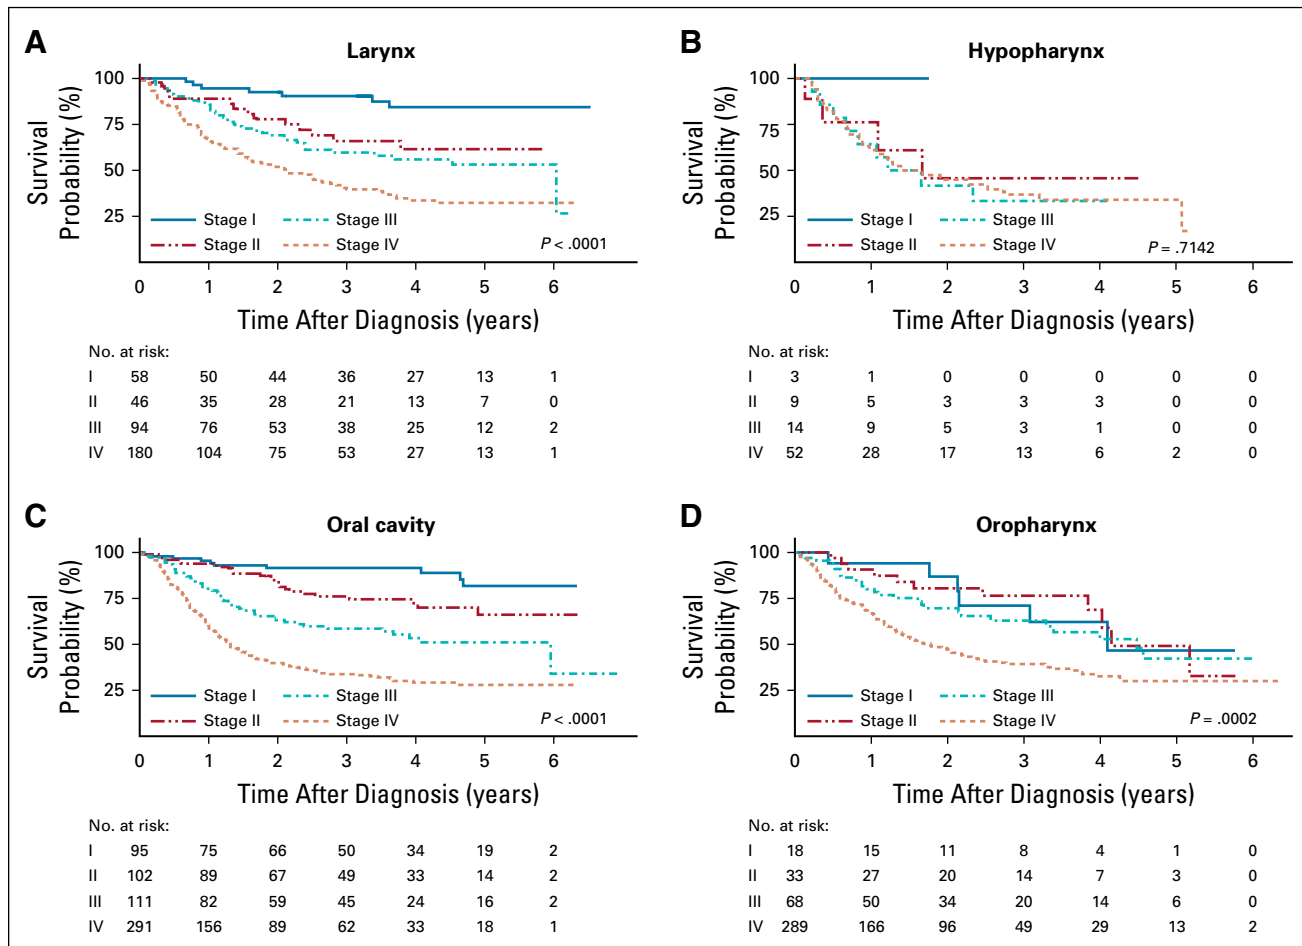 A
Larynx
Survival
Probability (%)
100
75
50
25
Stage I
Stage III
Stage II
Stage IV
P < .0001
0 1 2 3 4 5 6
Time After Diagnosis (years)
No. at risk:
I 58 50 44 36 27 13 1
II 46 35 28 21 13 7 0
III 94 76 53 38 25 12 2
IV 180 104 75 53 27 13 1
B
Hypopharynx
Survival
Probability (%)
100
75
50
25
Stage I
Stage III
Stage II
Stage IV
P = .7142
0 1 2 3 4 5 6
Time After Diagnosis (years)
No. at risk:
I 3 1 0 0 0 0 0
II 9 5 3 3 3 0 0
III 14 9 5 3 1 0 0
IV 52 28 17 13 6 2 0
C
Oral cavity
Survival
Probability (%)
100
75
50
25
Stage I
Stage III
Stage II
Stage IV
P < .0001
0 1 2 3 4 5 6
Time After Diagnosis (years)
No. at risk:
I 95 75 66 50 34 19 2
II 102 89 67 49 33 14 2
III 111 82 59 45 24 16 2
IV 291 156 89 62 33 18 1
D
Oropharynx
Survival
Probability (%)
100
75
50
25
Stage I
Stage III
Stage II
Stage IV
P = .0002
0 1 2 3 4 5 6
Time After Diagnosis (years)
No. at risk:
I 18 15 11 8 4 1 0
II 33 27 20 14 7 3 0
III 68 50 34 20 14 6 0
IV 289 166 96 49 29 13 2